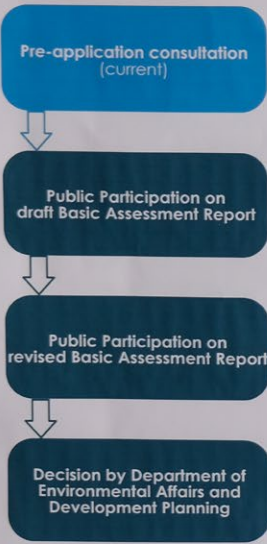 Pre-application consultation
(current)
Public Participation on
draft Basic Assessment Report
Public Participation on
revised Basic Assessment Report
Decision by Department of
Environmental Affairs and
Development Planning